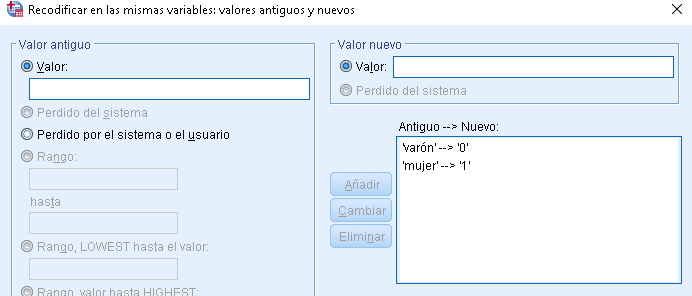 Recodificar en las mismas variables: valores antiguos y nuevos
Valor antiguo
Valor:
Perdido del sistema
Perdido por el sistema o el usuario
Rango:
hasta
Rango, LOWEST hasta el valor:
Rango, valor hasta HIGHEST:
Valor nuevo
Valor:
Perdido del sistema
Antiguo --> Nuevo:
'varón' --> '0'
'mujer' --> '1'
Añadir
Cambiar
Eliminar